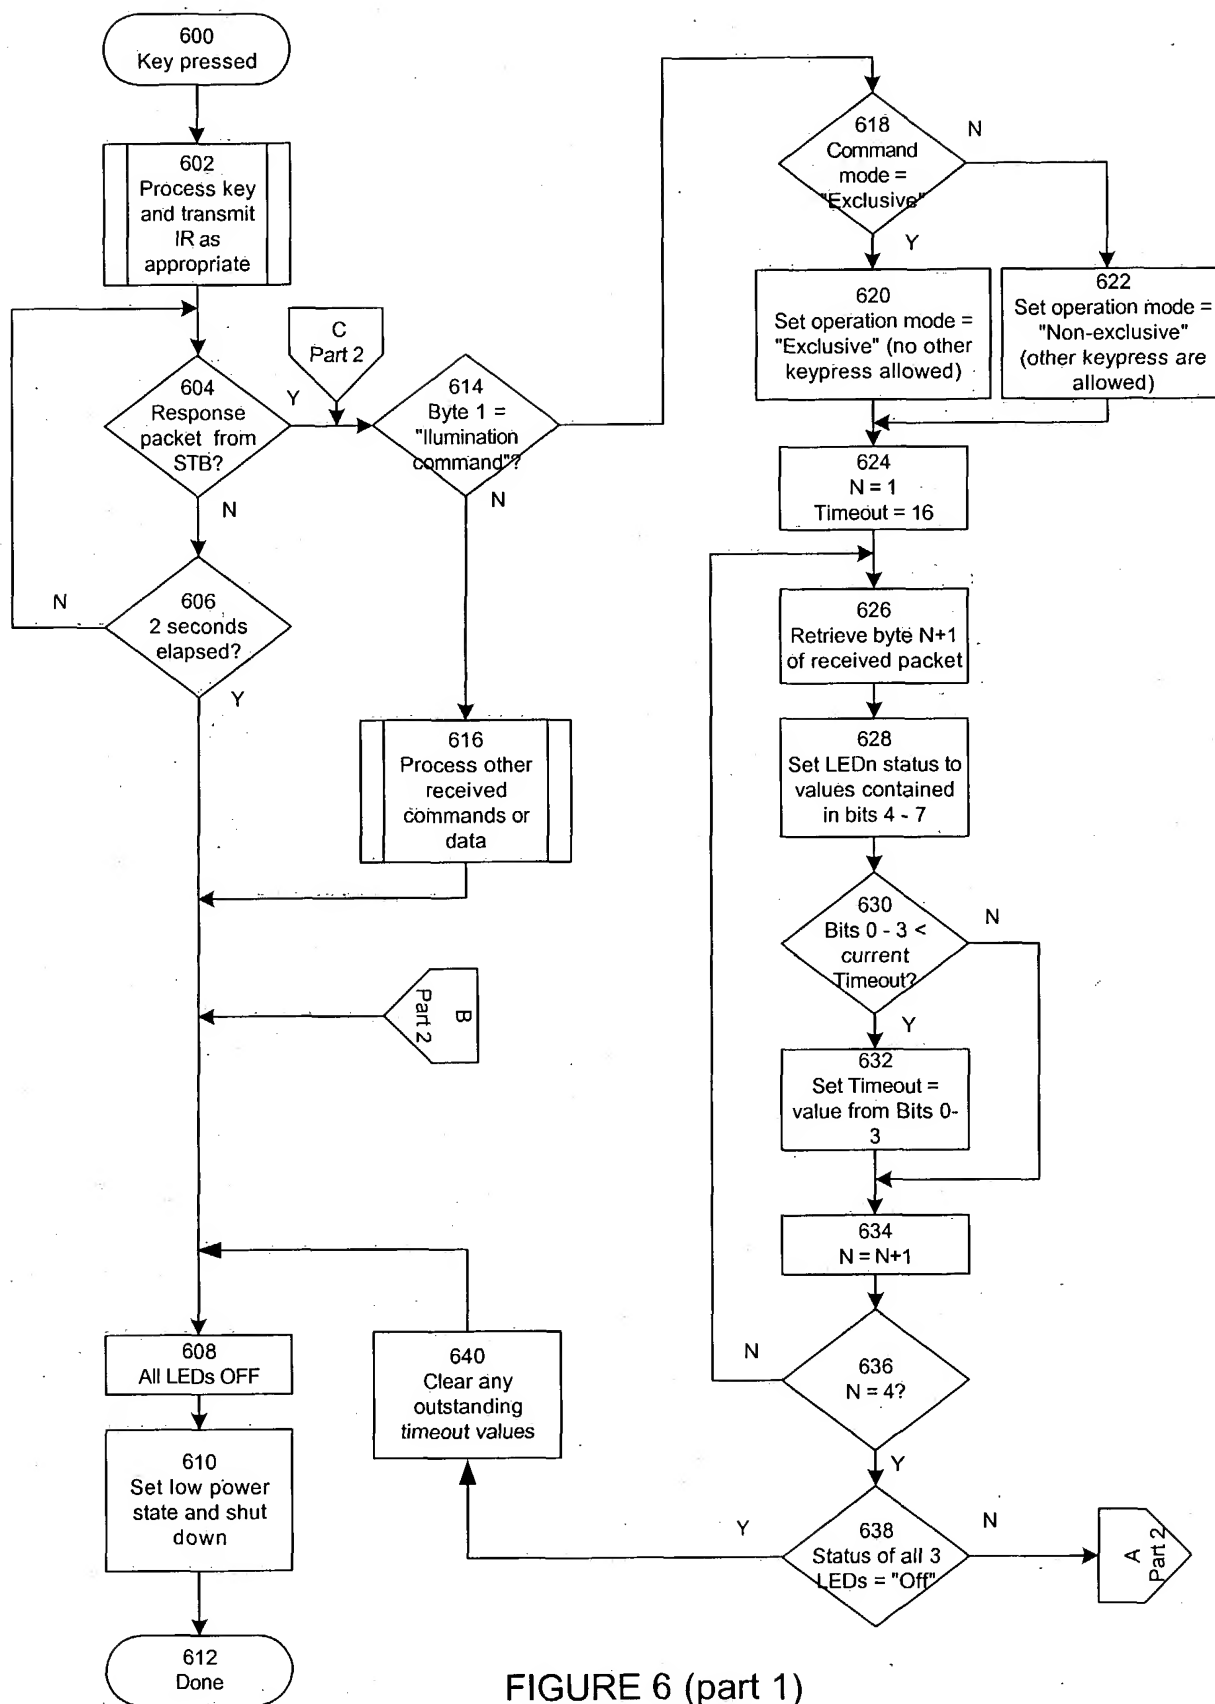 600
Key pressed
602
Process key
and transmit
IR as
appropriate
C
Part 2
604
Response
packet from
STB?
Y
N
606
2 seconds
elapsed?
N
Y
614
Byte 1 =
"Ilumination
command"?
N
616
Process other
received
commands or
data
B
Part 2
608
All LEDs OFF
610
Set low power
state and shut
down
612
Done
640
Clear any
outstanding
timeout values
618
Command
mode =
"Exclusive"
N
Y
620
Set operation mode =
"Exclusive" (no other
keypress allowed)
622
Set operation mode =
"Non-exclusive"
(other keypress are
allowed)
624
N = 1
Timeout = 16
626
Retrieve byte N+1
of received packet
628
Set LEDn status to
values contained
in bits 4 - 7
630
Bits 0 - 3 <
current
Timeout?
N
Y
632
Set Timeout =
value from Bits 0-
3
634
N = N+1
636
N = 4?
N
Y
638
Status of all 3
LEDs = "Off"
Y
N
A
Part 2
FIGURE 6 (part 1)